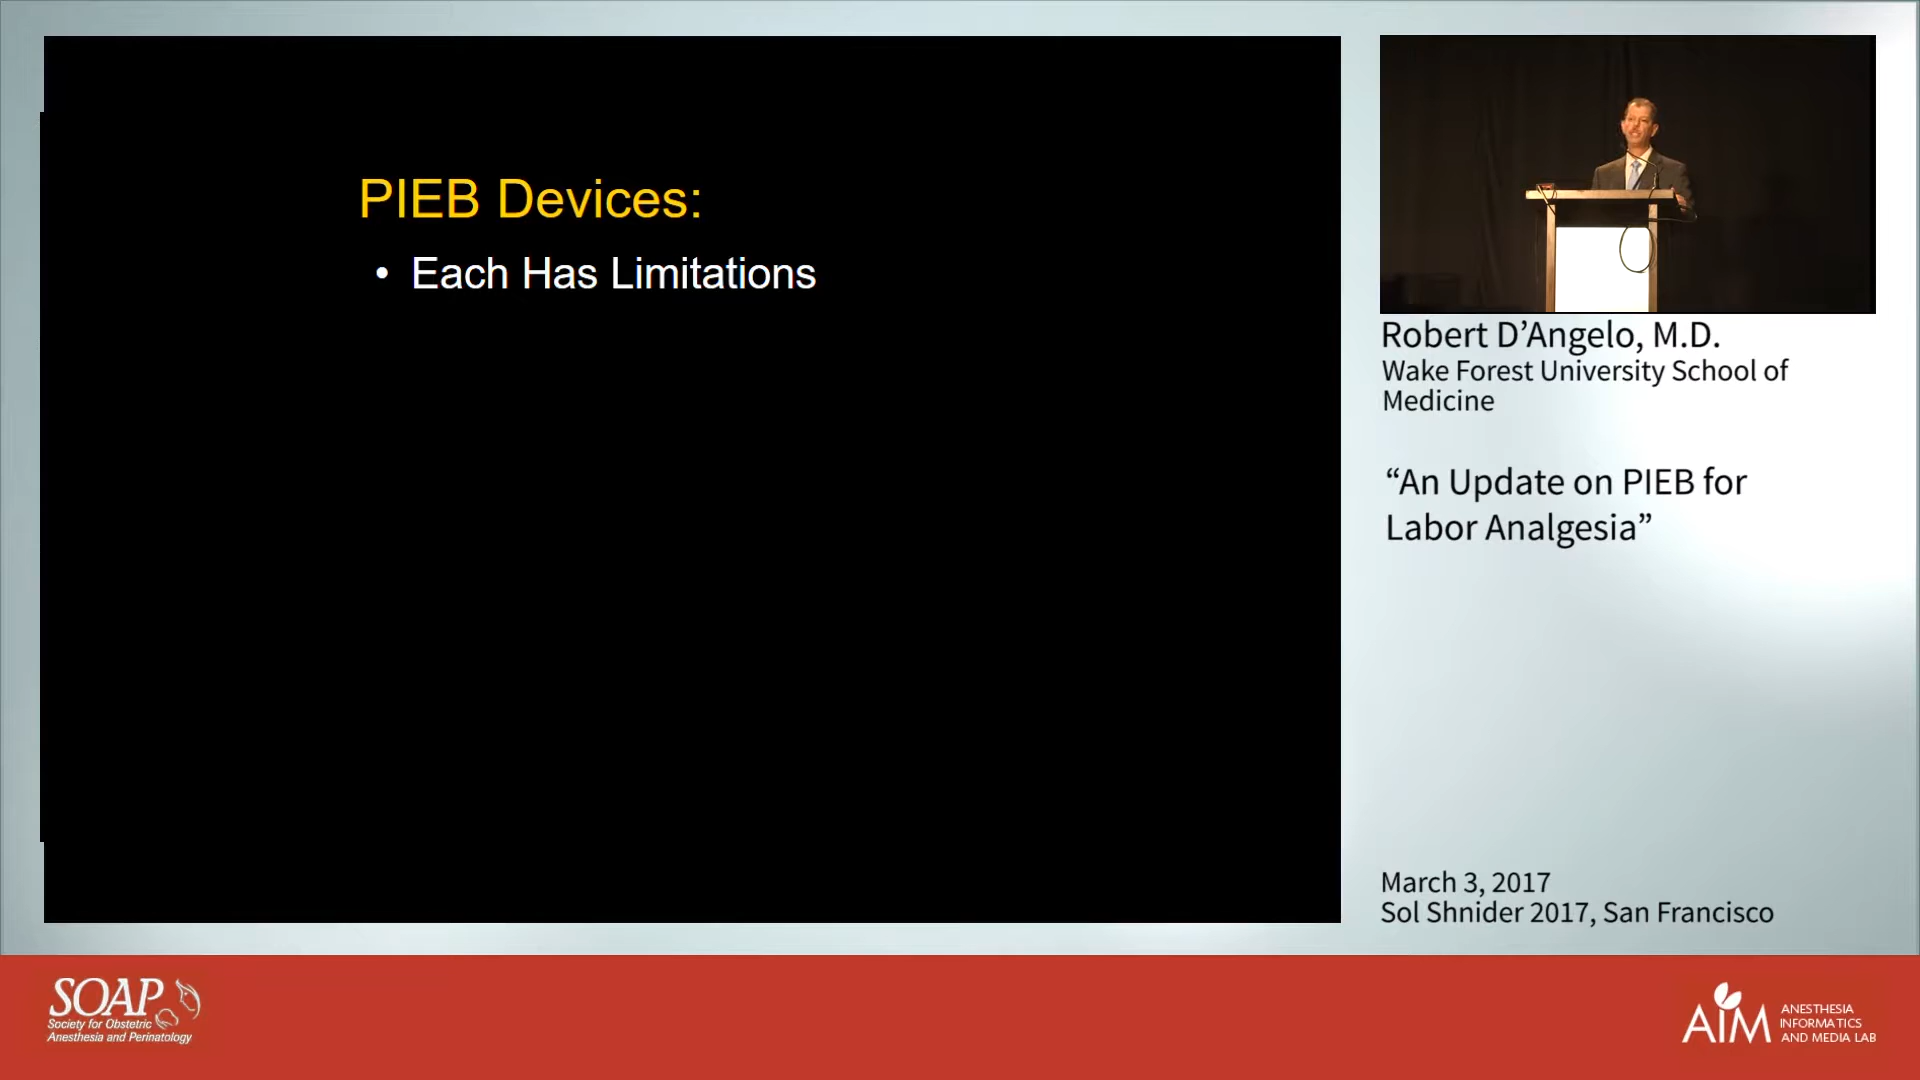 PIEB Devices:
• Each Has Limitations
Robert D’Angelo, M.D.
Wake Forest University School of
Medicine
“An Update on PIEB for
Labor Analgesia”
March 3, 2017
Sol Shnider 2017, San Francisco
SOAP
Society for Obstetric
Anesthesia and Perinatology
AIM
ANESTHESIA
INFORMATICS
AND MEDIA LAB